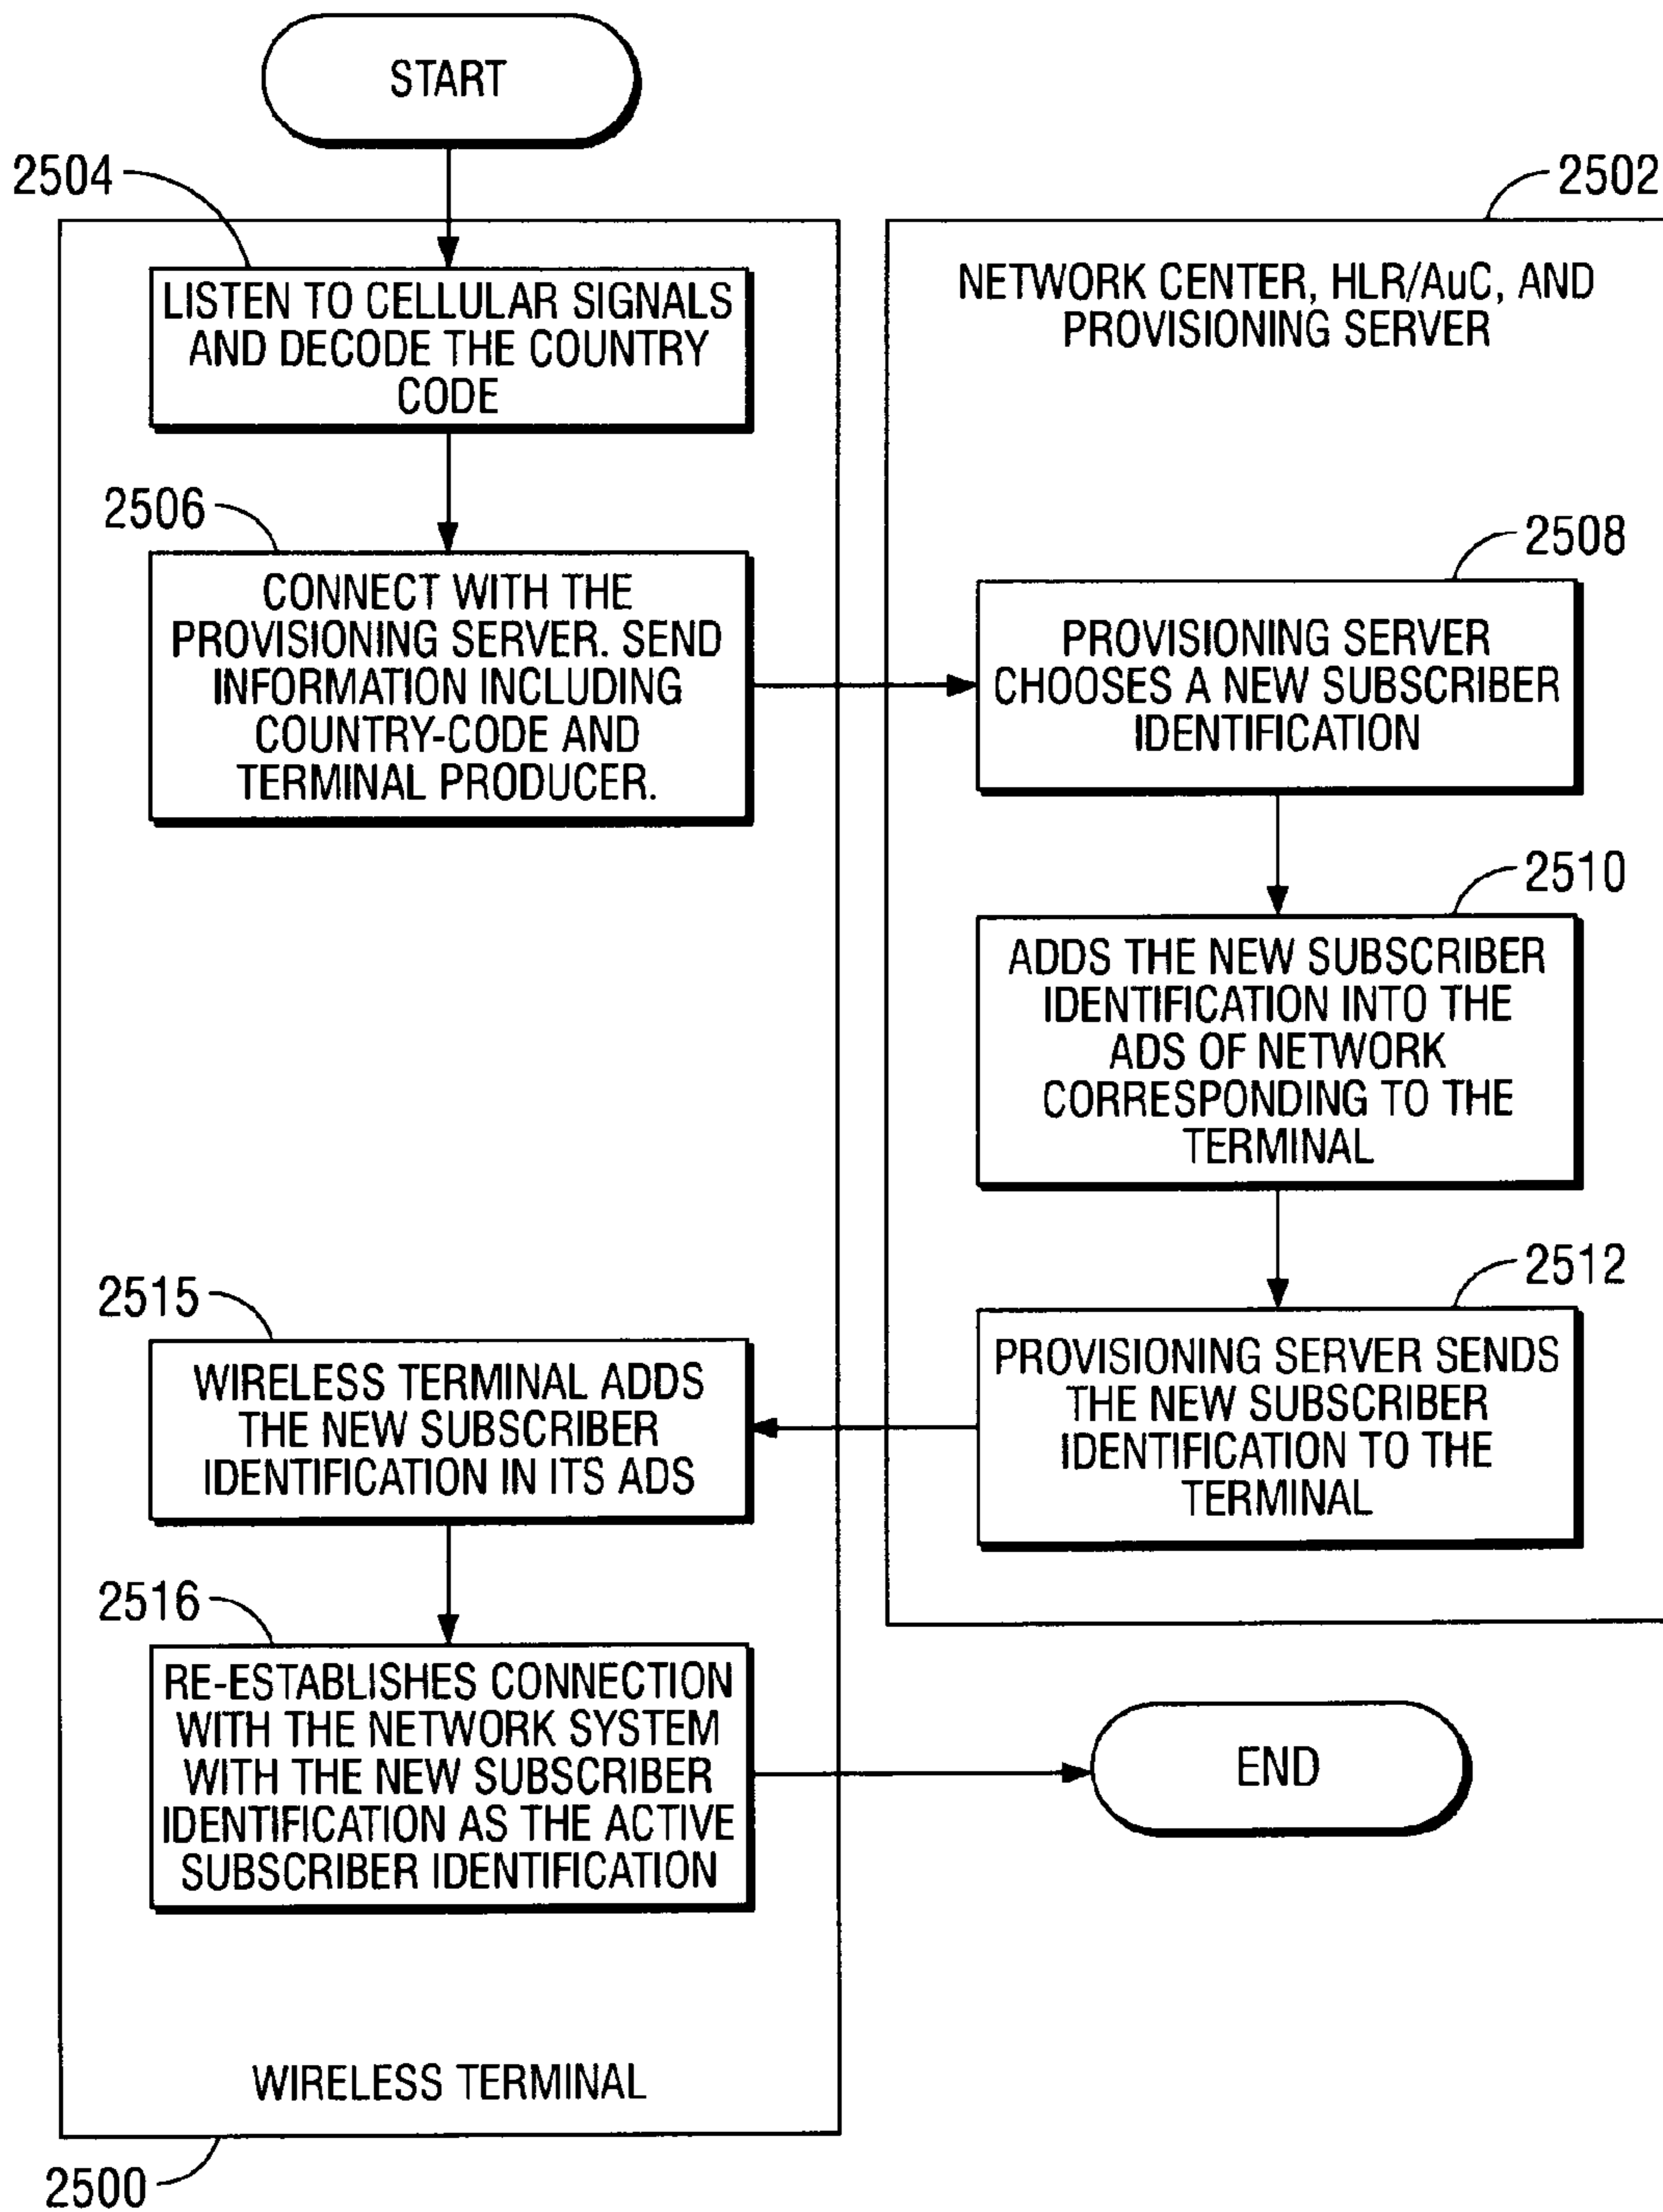 START
2504
2502
LISTEN TO CELLULAR SIGNALS
AND DECODE THE COUNTRY
CODE
NETWORK CENTER, HLR/AuC, AND
PROVISIONING SERVER
2506
CONNECT WITH THE
PROVISIONING SERVER. SEND
INFORMATION INCLUDING
COUNTRY-CODE AND
TERMINAL PRODUCER.
2508
PROVISIONING SERVER
CHOOSES A NEW SUBSCRIBER
IDENTIFICATION
2510
ADDS THE NEW SUBSCRIBER
IDENTIFICATION INTO THE
ADS OF NETWORK
CORRESPONDING TO THE
TERMINAL
2512
PROVISIONING SERVER SENDS
THE NEW SUBSCRIBER
IDENTIFICATION TO THE
TERMINAL
2515
WIRELESS TERMINAL ADDS
THE NEW SUBSCRIBER
IDENTIFICATION IN ITS ADS
2516
RE-ESTABLISHES CONNECTION
WITH THE NETWORK SYSTEM
WITH THE NEW SUBSCRIBER
IDENTIFICATION AS THE ACTIVE
SUBSCRIBER IDENTIFICATION
END
WIRELESS TERMINAL
2500